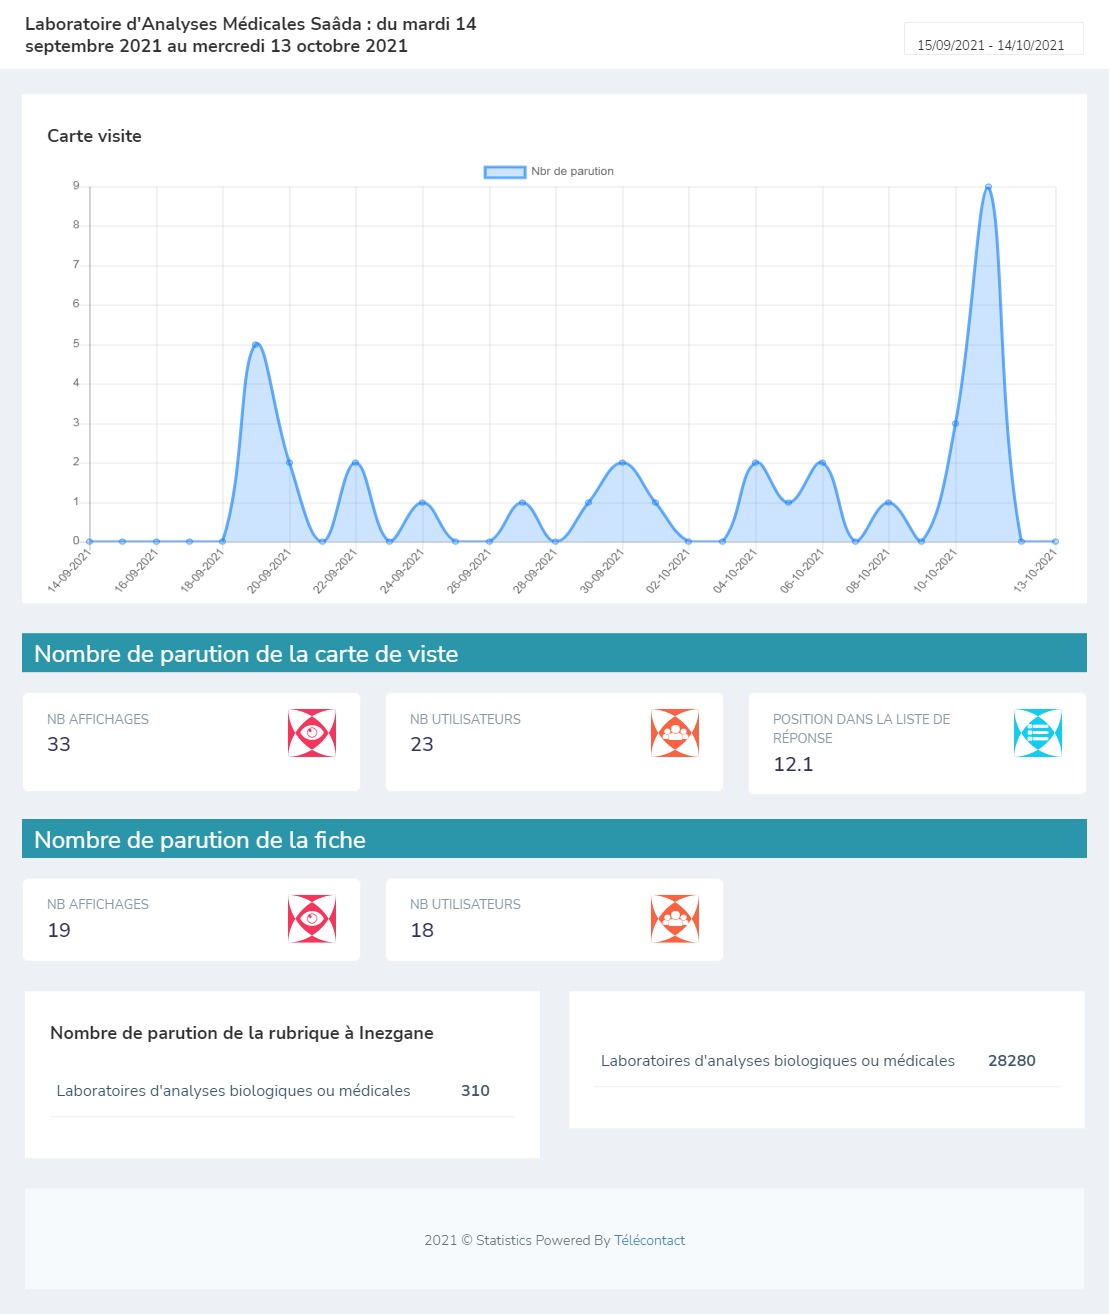 Laboratoire d'Analyses Médicales Saâda : du mardi 14
septembre 2021 au mercredi 13 octobre 2021
15/09/2021 - 14/10/2021
Carte visite
Nbr de parution
9
8
7
6
5
4
3
2
1
0
14-09-2021
16-09-2021
18-09-2021
20-09-2021
22-09-2021
24-09-2021
26-09-2021
28-09-2021
30-09-2021
02-10-2021
04-10-2021
06-10-2021
08-10-2021
10-10-2021
13-10-2021
Nombre de parution de la carte de viste
NB AFFICHAGES
33
NB UTILISATEURS
23
POSITION DANS LA LISTE DE
RÉPONSE
12.1
Nombre de parution de la fiche
NB AFFICHAGES
19
NB UTILISATEURS
18
Nombre de parution de la rubrique à Inezgane
Laboratoires d'analyses biologiques ou médicales 310
Laboratoires d'analyses biologiques ou médicales 28280
2021 © Statistics Powered By Télécontact